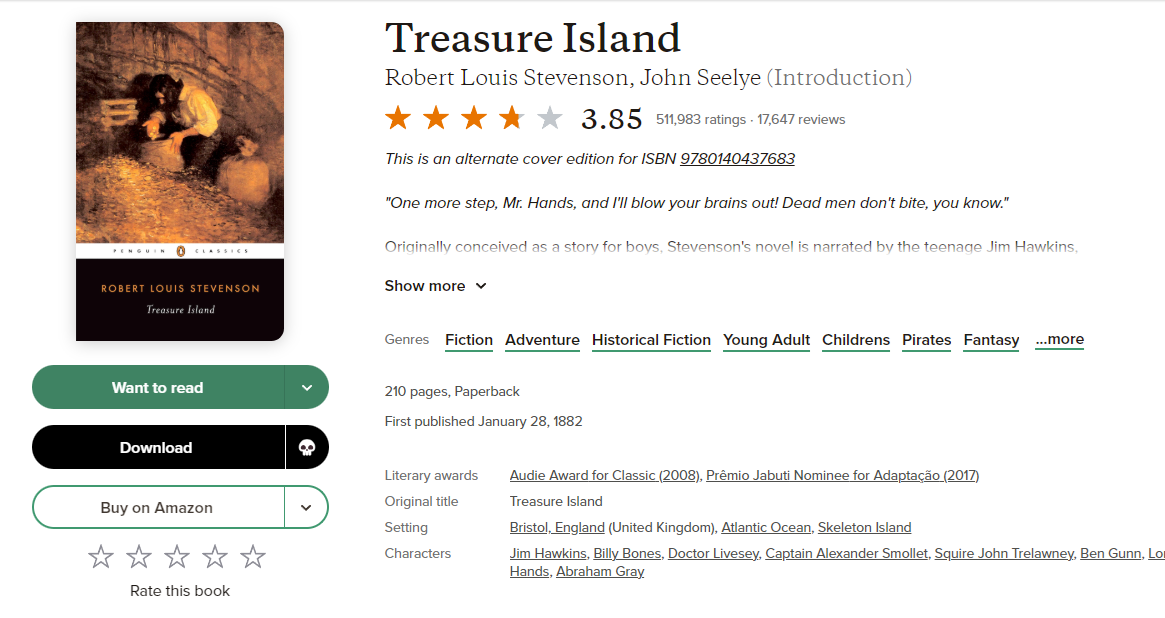 Treasure Island
Robert Louis Stevenson, John Seelye (Introduction)
3.85 511,983 ratings · 17,647 reviews
This is an alternate cover edition for ISBN 9780140437683
"One more step, Mr. Hands, and I'll blow your brains out! Dead men don't bite, you know."
Originally conceived as a story for boys, Stevenson's novel is narrated by the teenage Jim Hawkins,
Show more
Genres Fiction Adventure Historical Fiction Young Adult Childrens Pirates Fantasy ...more
210 pages, Paperback
First published January 28, 1882
Literary awards Audie Award for Classic (2008), Prêmio Jabuti Nominee for Adaptação (2017)
Original title Treasure Island
Setting Bristol, England (United Kingdom), Atlantic Ocean, Skeleton Island
Characters Jim Hawkins, Billy Bones, Doctor Livesey, Captain Alexander Smollet, Squire John Trelawney, Ben Gunn,
Hands, Abraham Gray
PENGUIN CLASSICS
ROBERT LOUIS STEVENSON
Treasure Island
Want to read
Download
Buy on Amazon
Rate this book